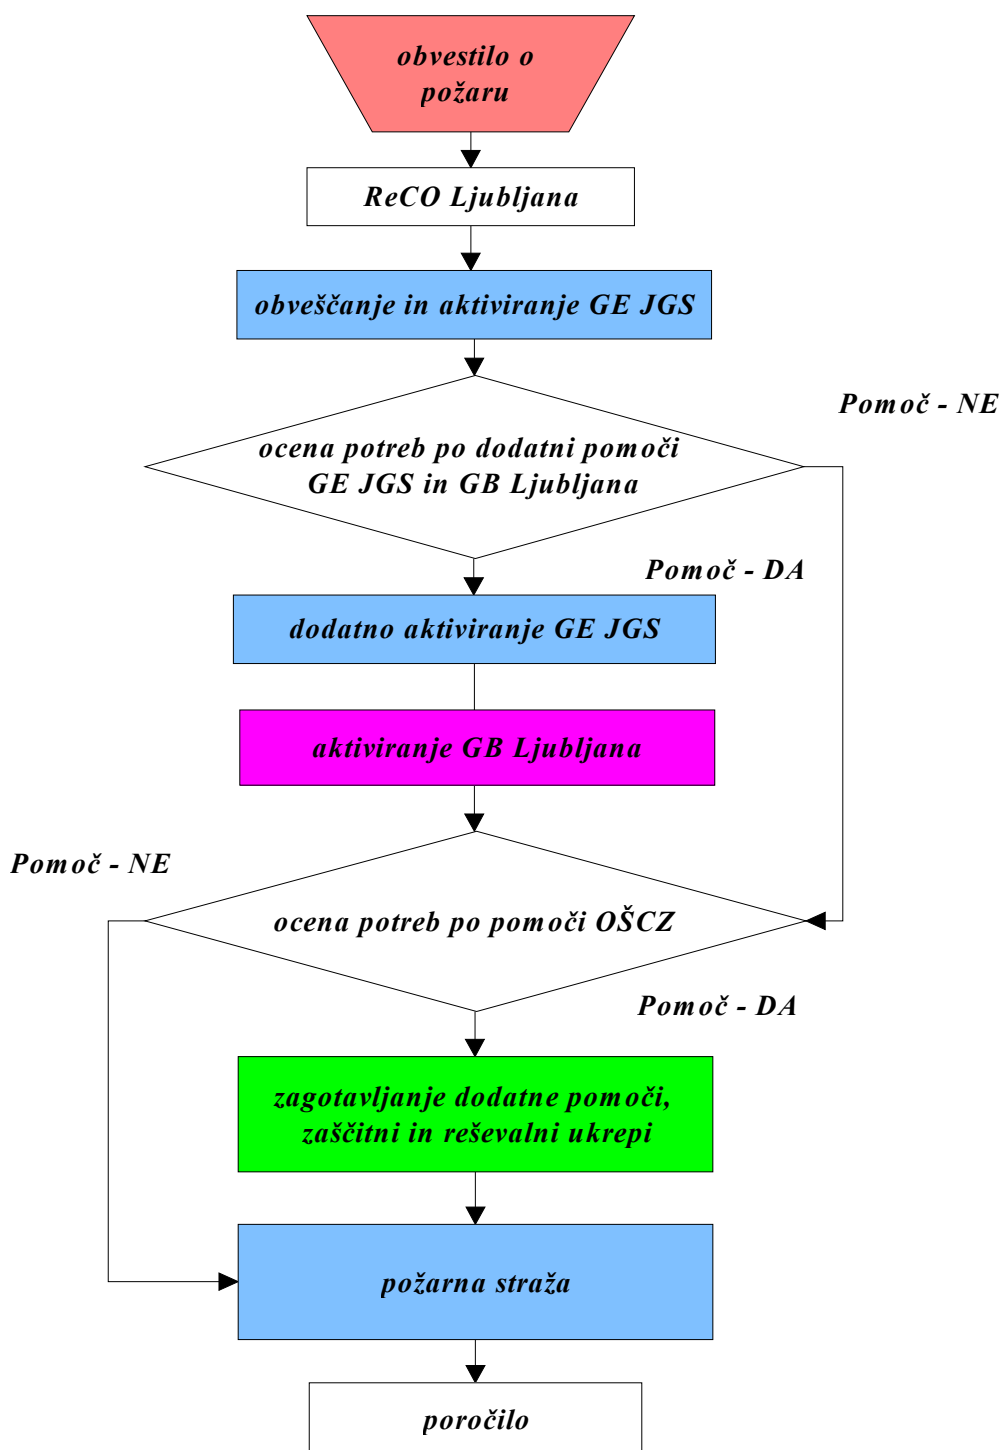 obvestilo o
požaru
ReCO Ljubljana
obveščanje in aktiviranje GE JGS
Pomoč - NE
ocena potreb po dodatni pomoči
GE JGS in GB Ljubljana
Pomoč - DA
dodatno aktiviranje GE JGS
aktiviranje GB Ljubljana
Pomoč - NE
ocena potreb po pomoči OŠCZ
Pomoč - DA
zagotavljanje dodatne pomoči,
zaščitni in reševalni ukrepi
požarna straža
poročilo